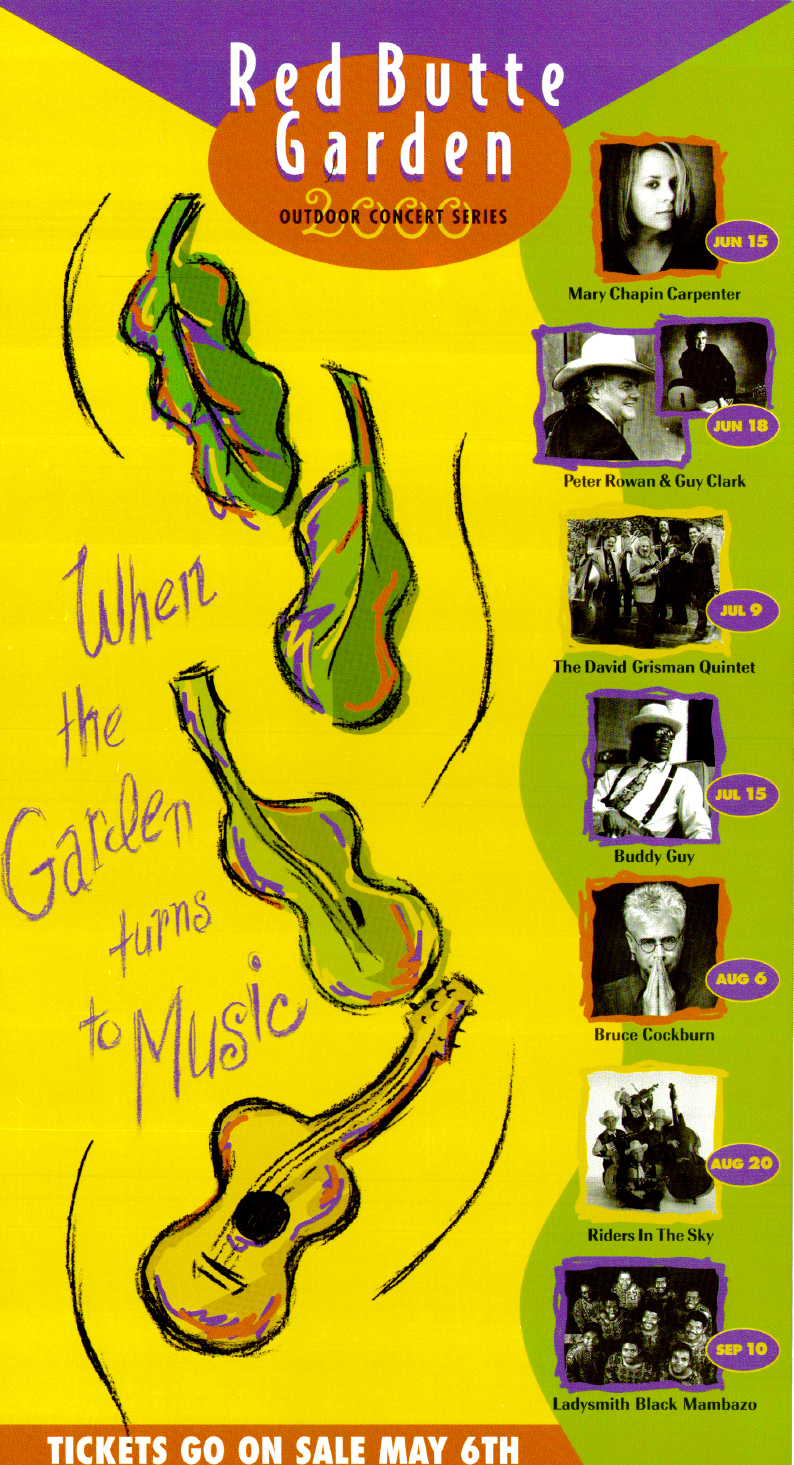 Red Butte
Garden
2000
OUTDOOR CONCERT SERIES
When
the
Garden
turns
to Music
JUN 15
Mary Chapin Carpenter
JUN 18
Peter Rowan & Guy Clark
JUL 9
The David Grisman Quintet
JUL 15
Buddy Guy
AUG 6
Bruce Cockburn
AUG 20
Riders In The Sky
SEP 10
Ladysmith Black Mambazo
TICKETS GO ON SALE MAY 6TH